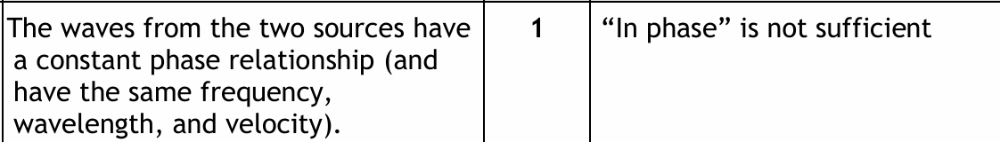 The waves from the two sources have
a constant phase relationship (and
have the same frequency,
wavelength, and velocity).
1
“In phase” is not sufficient